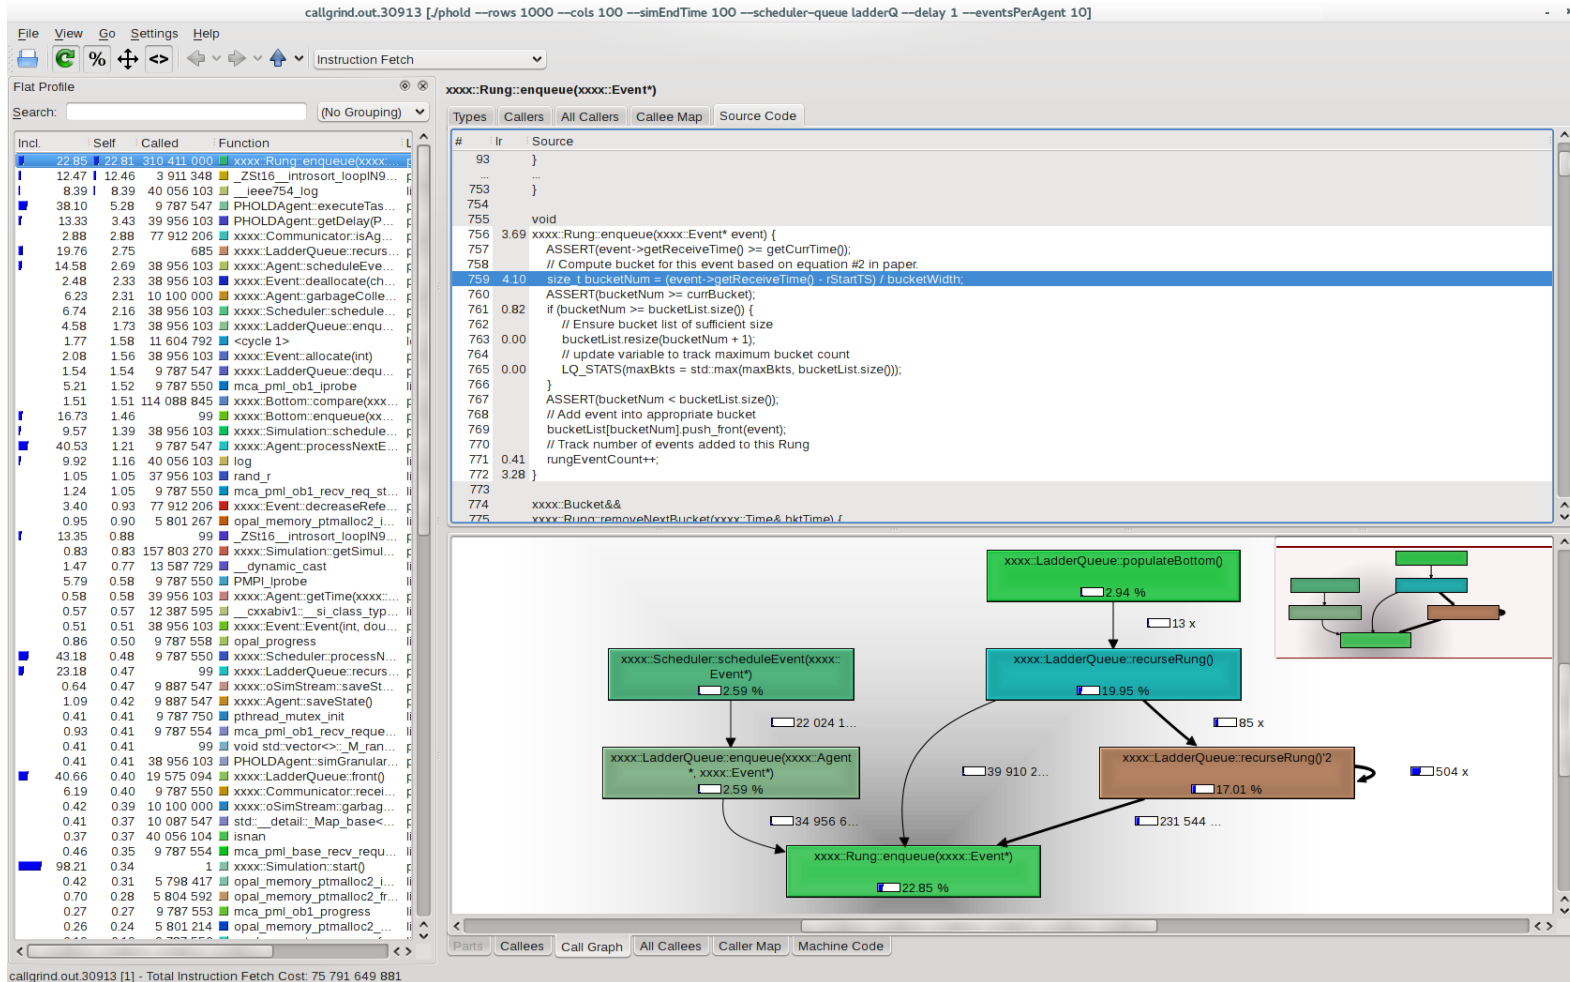 callgrind.out.30913 [./phold --rows 1000 --cols 100 --simEndTime 100 --scheduler-queue ladderQ --delay 1 --eventsPerAgent 10]
File View Go Settings Help
% <> Instruction Fetch
Flat Profile
Search: (No Grouping)
Incl. Self Called Function L
22.85 22.81 310 411 000 xxxx::Rung::enqueue(xxxx:...
12.47 12.46 3 911 348 _ZSt16__introsort_loopIN9...
8.39 8.39 40 056 103 __ieee754_log
38.10 5.28 9 787 547 PHOLDAgent::executeTas...
13.33 3.43 39 956 103 PHOLDAgent::getDelay(P...
2.88 2.88 77 912 206 xxxx::Communicator::isAg...
19.76 2.75 685 xxxx::LadderQueue::recurs...
14.58 2.69 38 956 103 xxxx::Agent::scheduleEve...
2.48 2.33 38 956 103 xxxx::Event::deallocate(ch...
6.23 2.31 10 100 000 xxxx::Agent::garbageColle...
6.74 2.16 38 956 103 xxxx::Scheduler::schedule...
4.58 1.73 38 956 103 xxxx::LadderQueue::enqu...
1.77 1.58 11 604 792 <cycle 1>
2.08 1.56 38 956 103 xxxx::Event::allocate(int)
1.54 1.54 9 787 547 xxxx::LadderQueue::dequ...
5.21 1.52 9 787 550 mca_pml_ob1_iprobe
1.51 1.51 114 088 845 xxxx::Bottom::compare(xxx...
16.73 1.46 99 xxxx::Bottom::enqueue(xx...
9.57 1.39 38 956 103 xxxx::Simulation::schedule...
40.53 1.21 9 787 547 xxxx::Agent::processNextE...
9.92 1.16 40 056 103 log
1.05 1.05 37 956 103 rand_r
1.24 1.05 9 787 550 mca_pml_ob1_recv_req_st...
3.40 0.93 77 912 206 xxxx::Event::decreaseRefe...
0.95 0.90 5 801 267 opal_memory_ptmalloc2_i...
13.35 0.88 99 _ZSt16__introsort_loopIN9...
0.83 0.83 157 803 270 xxxx::Simulation::getSimul...
1.47 0.77 13 587 729 __dynamic_cast
5.79 0.58 9 787 550 PMPI_Iprobe
0.58 0.58 39 956 103 xxxx::Agent::getTime(xxxx::...
0.57 0.57 12 387 595 __cxxabiv1::__si_class_typ...
0.51 0.51 38 956 103 xxxx::Event::Event(int, dou...
0.86 0.50 9 787 558 opal_progress
43.18 0.48 9 787 550 xxxx::Scheduler::processN...
23.18 0.47 99 xxxx::LadderQueue::recurs...
0.64 0.47 9 887 547 xxxx::oSimStream::saveSt...
1.09 0.42 9 887 547 xxxx::Agent::saveState()
0.41 0.41 9 787 750 pthread_mutex_init
0.93 0.41 9 787 554 mca_pml_ob1_recv_reque...
0.41 0.41 99 void std::vector<>::_M_ran...
0.41 0.41 38 956 103 PHOLDAgent::simGranular...
40.66 0.40 19 575 094 xxxx::LadderQueue::front()
6.19 0.40 9 787 550 xxxx::Communicator::recei...
0.42 0.39 10 100 000 xxxx::oSimStream::garbag...
0.41 0.37 10 087 547 std::__detail::_Map_base<...
0.37 0.37 40 056 104 isnan
0.46 0.35 9 787 554 mca_pml_base_recv_requ...
98.21 0.34 1 xxxx::Simulation::start()
0.42 0.31 5 798 417 opal_memory_ptmalloc2_i...
0.70 0.28 5 804 592 opal_memory_ptmalloc2_fr...
0.27 0.27 9 787 553 mca_pml_ob1_progress
0.26 0.24 5 801 214 opal_memory_ptmalloc2_...
xxxx::Rung::enqueue(xxxx::Event*)
Types Callers All Callers Callee Map Source Code
# Ir Source
93 }
... ...
753 }
754
755 void
756 3.69 xxxx::Rung::enqueue(xxxx::Event* event) {
757 ASSERT(event->getReceiveTime() >= getCurrTime());
758 // Compute bucket for this event based on equation #2 in paper.
759 4.10 size_t bucketNum = (event->getReceiveTime() - rStartTS) / bucketWidth;
760 ASSERT(bucketNum >= currBucket);
761 0.82 if (bucketNum >= bucketList.size()) {
762 // Ensure bucket list of sufficient size
763 0.00 bucketList.resize(bucketNum + 1);
764 // update variable to track maximum bucket count
765 0.00 LQ_STATS(maxBkts = std::max(maxBkts, bucketList.size()));
766 }
767 ASSERT(bucketNum < bucketList.size());
768 // Add event into appropriate bucket
769 bucketList[bucketNum].push_front(event);
770 // Track number of events added to this Rung
771 0.41 rungEventCount++;
772 3.28 }
773
774 xxxx::Bucket&&
775 xxxx::Rung::removeNextBucket(xxxx::Time& bktTime) {
xxxx::LadderQueue::populateBottom()
2.94 %
13 x
xxxx::Scheduler::scheduleEvent(xxxx::
Event*)
2.59 %
xxxx::LadderQueue::recurseRung()
19.95 %
22 024 1...
85 x
xxxx::LadderQueue::enqueue(xxxx::Agent
*, xxxx::Event*)
2.59 %
xxxx::LadderQueue::recurseRung()'2
17.01 %
39 910 2...
504 x
34 956 6...
231 544 ...
xxxx::Rung::enqueue(xxxx::Event*)
22.85 %
Parts Callees Call Graph All Callees Caller Map Machine Code
callgrind.out.30913 [1] - Total Instruction Fetch Cost: 75 791 649 881